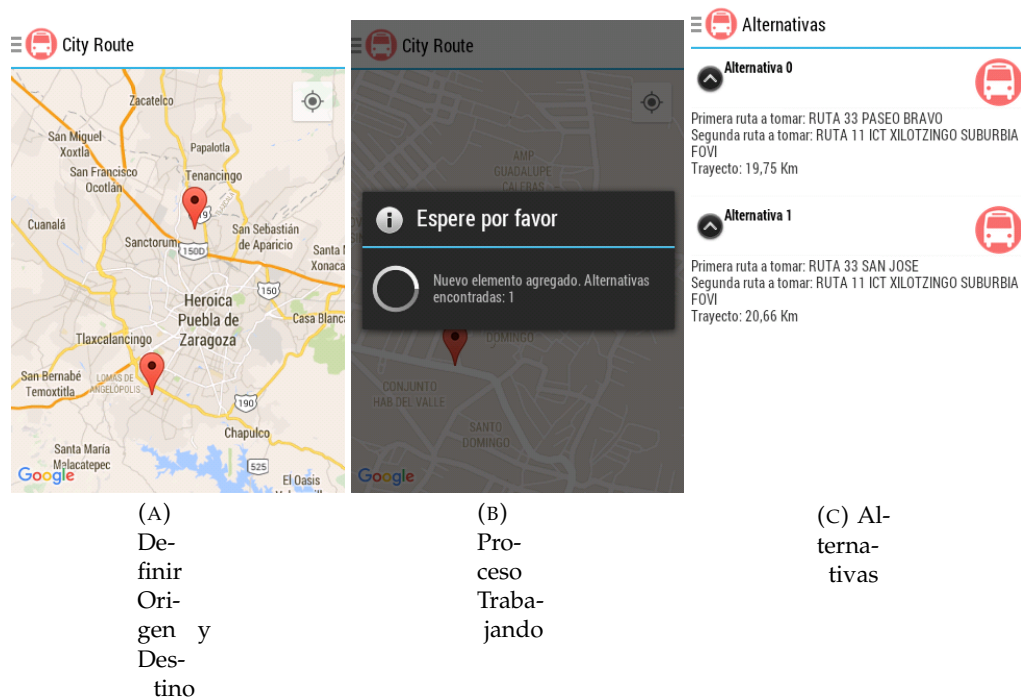 City Route
Zacatelco
San Miguel
Xoxtla
Papalotla
San Francisco
Ocotlan
Tenancingo
Cuanalá
San Sebastián
de Aparicio
Sanctorum
150D
Santa
Xonaca
Heroica
Puebla de
Zaragoza
150
Casa Blanca
Tlaxcalancingo
San Bernabé
Temoxtitla
LOMAS DE
ANGELÓPOLIS
190
Chapulco
Santa María
Malacatepec
525
El Oasis
Google
(A)
De-
finir
Ori-
gen y
Des-
tino
City Route
AMP
GUADALUPE
CALERAS
Espere por favor
Nuevo elemento agregado. Alternativas
encontradas: 1
DOMINGO
CONJUNTO
HAB DEL VALLE
SANTO
DOMINGO
Google
(B)
Pro-
ceso
Traba-
jando
Alternativas
Alternativa 0
Primera ruta a tomar: RUTA 33 PASEO BRAVO
Segunda ruta a tomar: RUTA 11 ICT XILOTZINGO SUBURBIA
FOVI
Trayecto: 19,75 Km
Alternativa 1
Primera ruta a tomar: RUTA 33 SAN JOSE
Segunda ruta a tomar: RUTA 11 ICT XILOTZINGO SUBURBIA
FOVI
Trayecto: 20,66 Km
(C) Al-
terna-
tivas